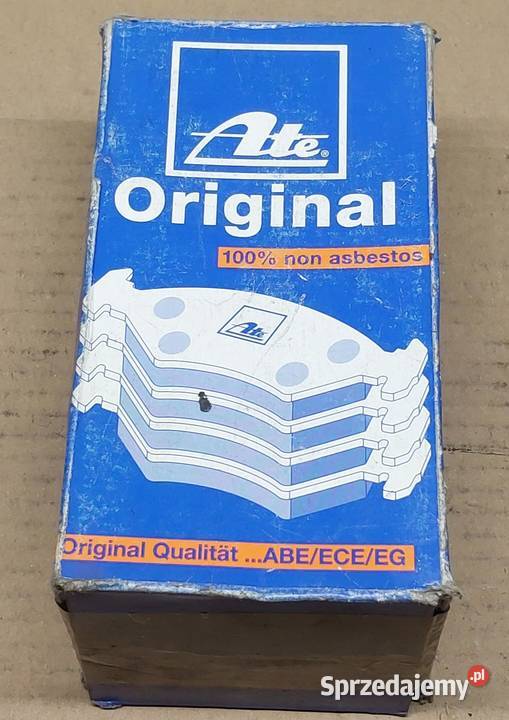 Ate®
Original
100% non asbestos
Ate
Original Qualität ...ABE/ECE/EG
Sprzedajemy.pl